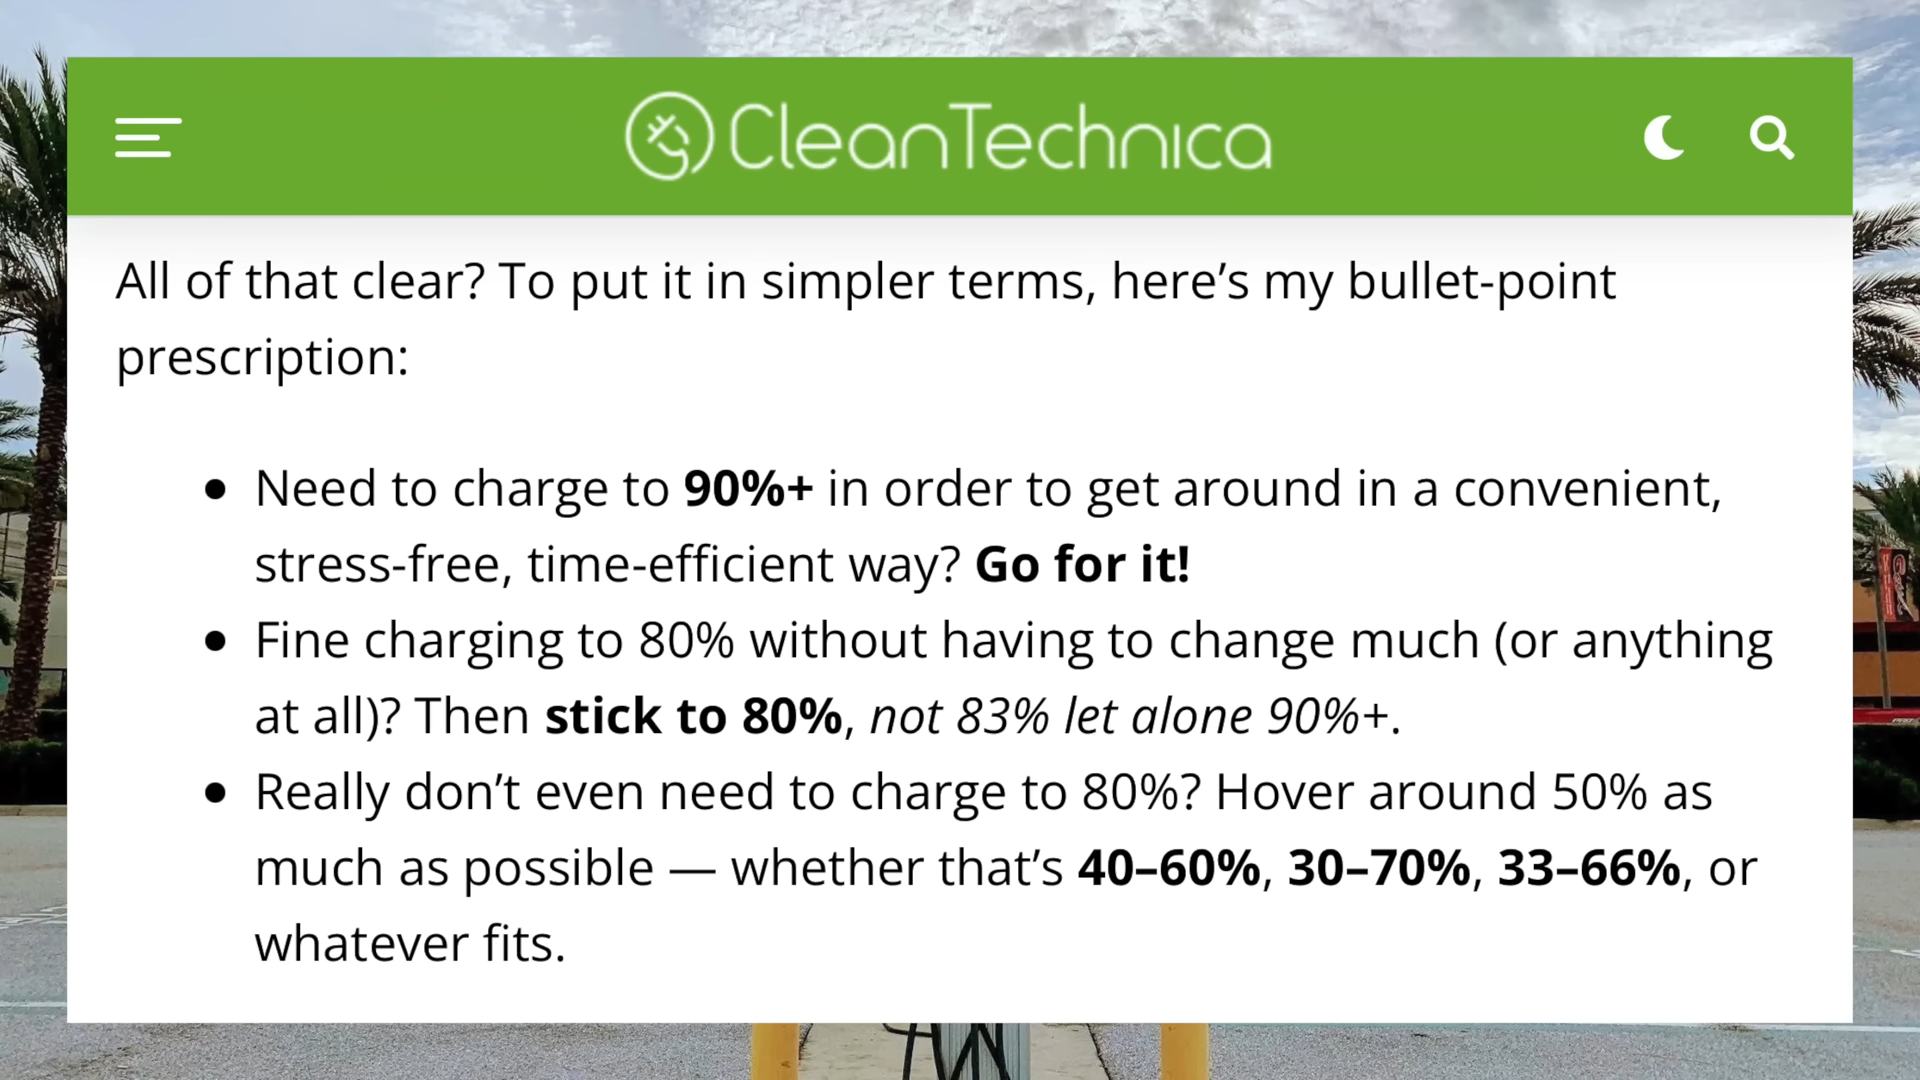 CleanTechnica
All of that clear? To put it in simpler terms, here’s my bullet-point
prescription:
● Need to charge to 90%+ in order to get around in a convenient,
stress-free, time-efficient way? Go for it!
● Fine charging to 80% without having to change much (or anything
at all)? Then stick to 80%, not 83% let alone 90%+.
● Really don’t even need to charge to 80%? Hover around 50% as
much as possible — whether that’s 40–60%, 30–70%, 33–66%, or
whatever fits.